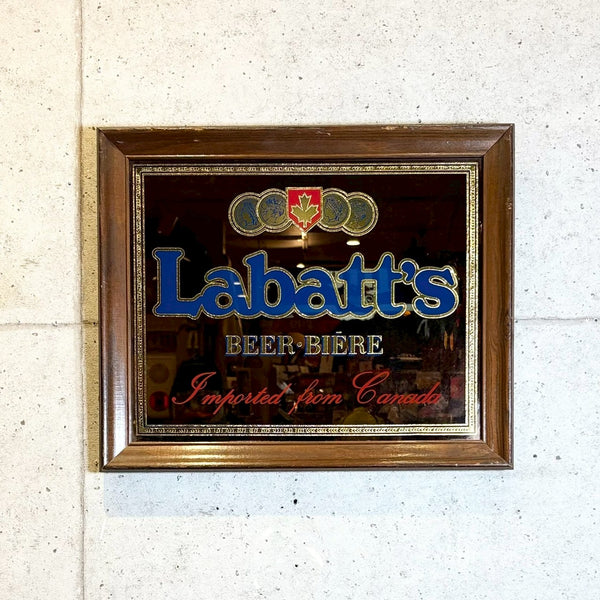 Labatt's
BEER·BIÈRE
Imported from Canada